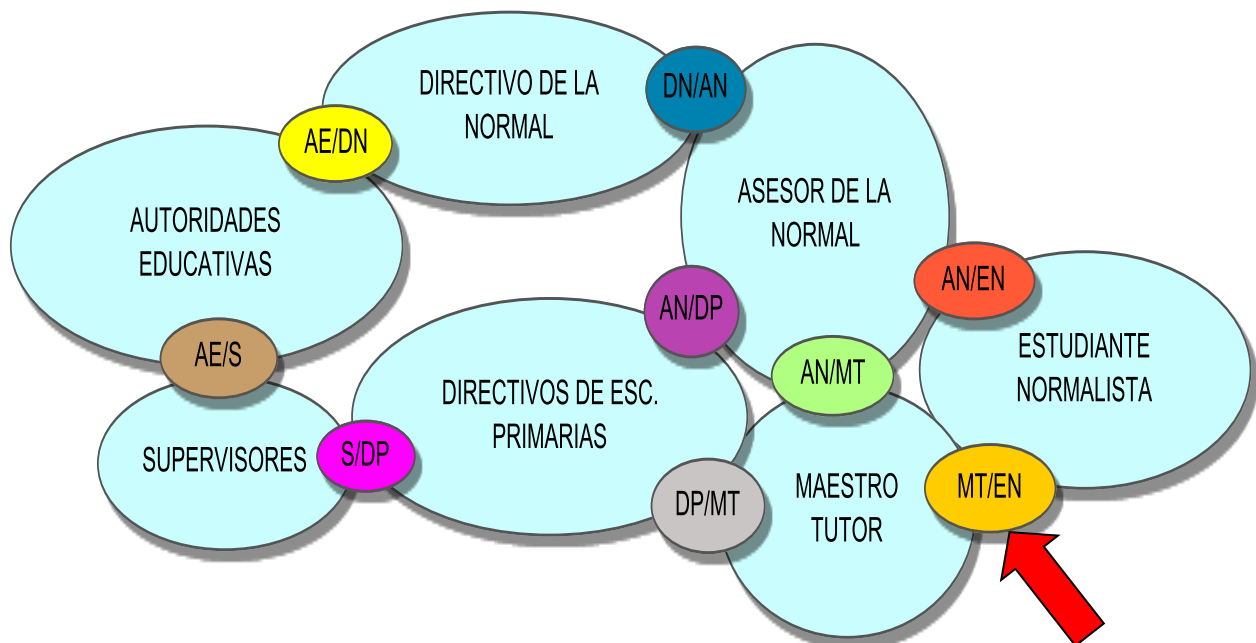 DIRECTIVO DE LA
NORMAL
DN/AN
AE/DN
AUTORIDADES
EDUCATIVAS
ASESOR DE LA
NORMAL
AN/EN
AN/DP
AE/S
AN/MT
ESTUDIANTE
NORMALISTA
DIRECTIVOS DE ESC.
PRIMARIAS
SUPERVISORES
S/DP
DP/MT
MAESTRO
TUTOR
MT/EN